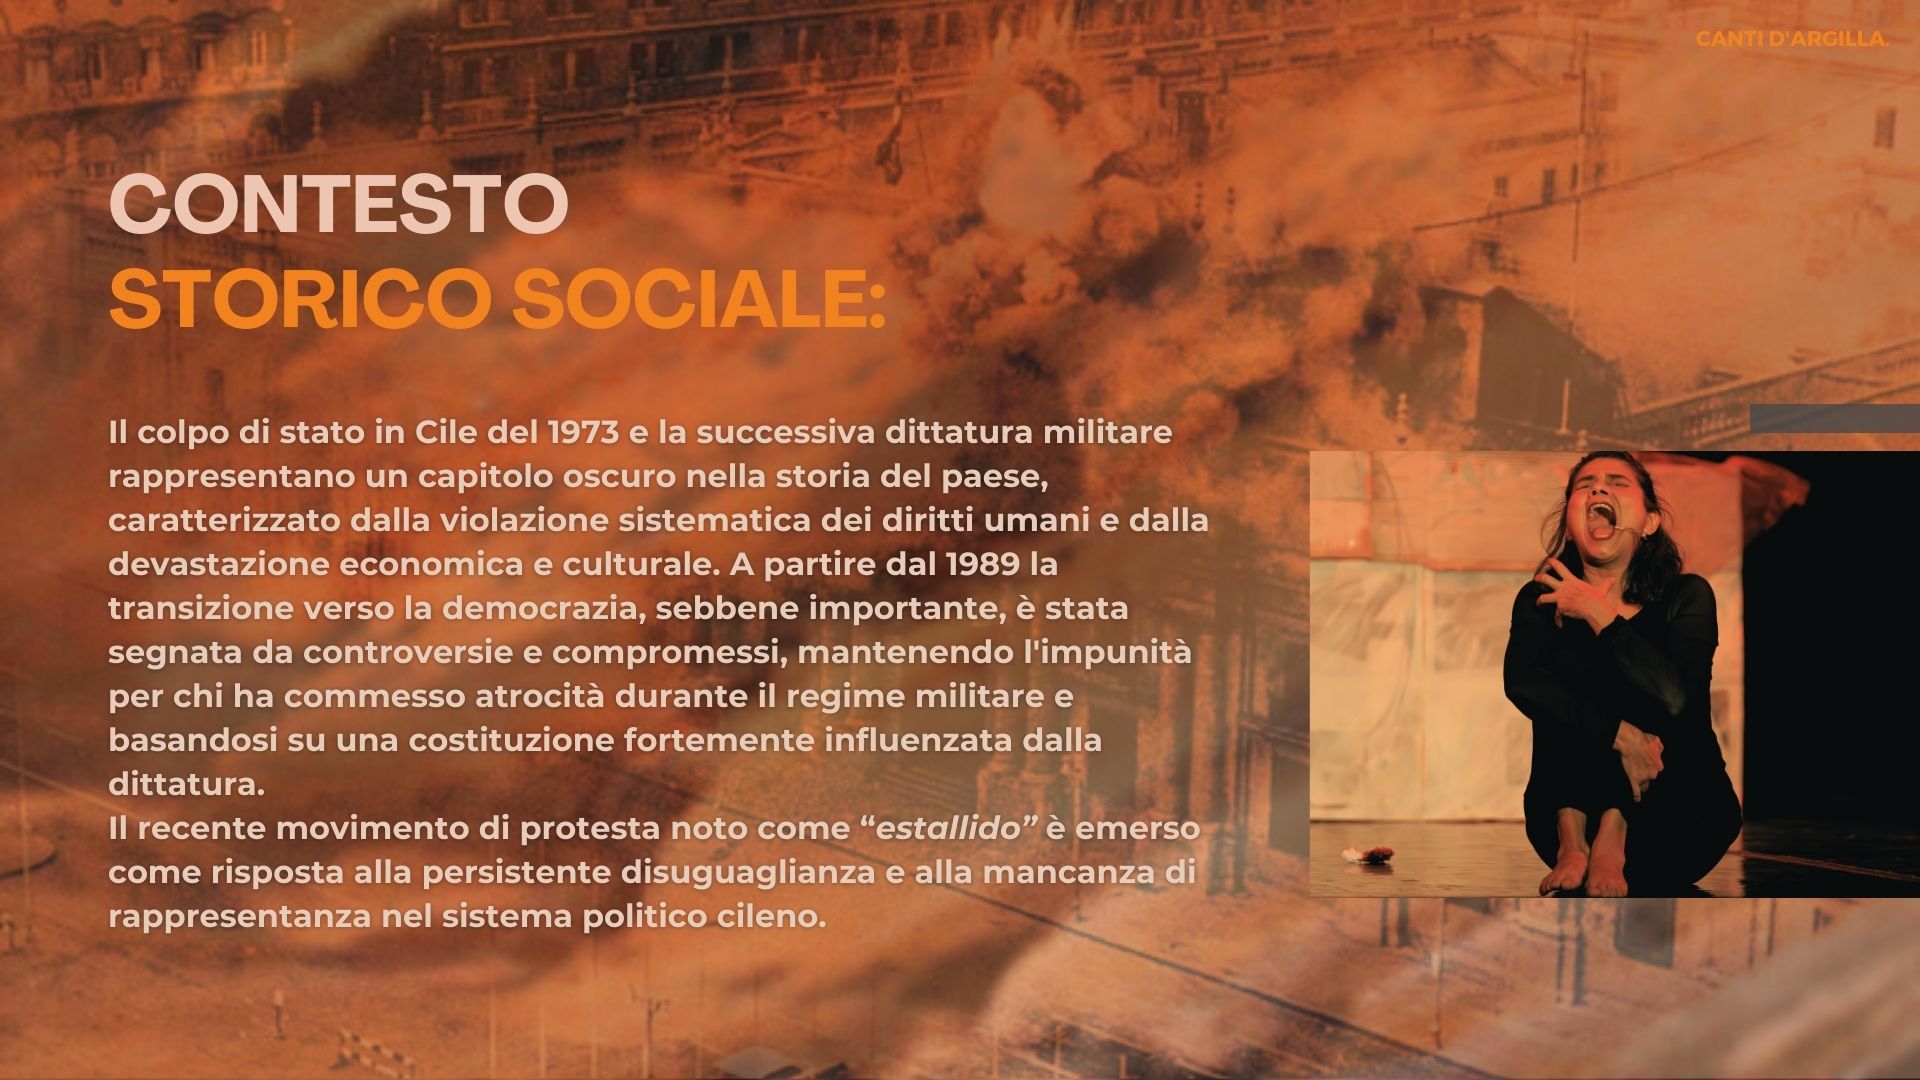 CANTI D'ARGILLA.
CONTESTO
STORICO SOCIALE:
Il colpo di stato in Cile del 1973 e la successiva dittatura militare
rappresentano un capitolo oscuro nella storia del paese,
caratterizzato dalla violazione sistematica dei diritti umani e dalla
devastazione economica e culturale. A partire dal 1989 la
transizione verso la democrazia, sebbene importante, è stata
segnata da controversie e compromessi, mantenendo l'impunità
per chi ha commesso atrocità durante il regime militare e
basandosi su una costituzione fortemente influenzata dalla
dittatura.
Il recente movimento di protesta noto come “estallido” è emerso
come risposta alla persistente disuguaglianza e alla mancanza di
rappresentanza nel sistema politico cileno.